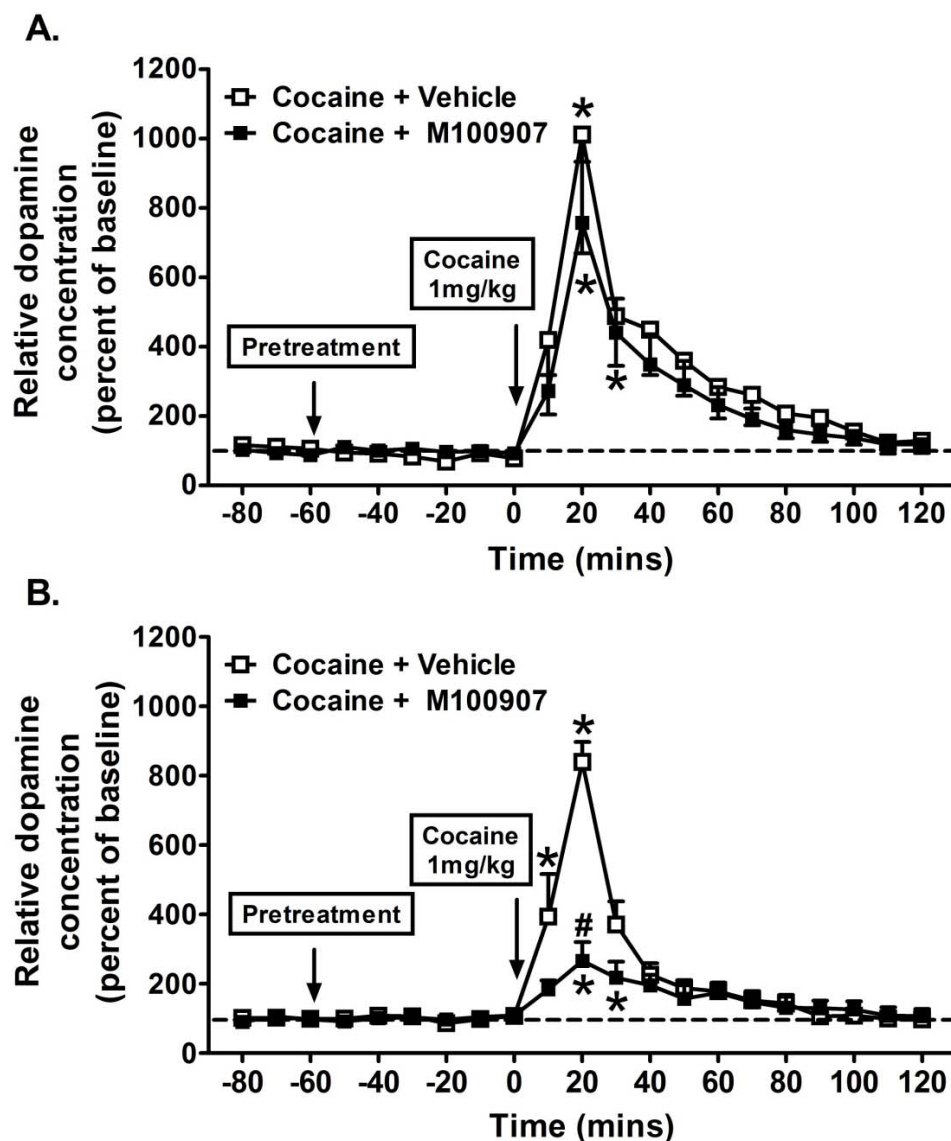 A.
1200
1000
800
600
400
200
0
Relative dopamine
concentration
(percent of baseline)
Cocaine + Vehicle
Cocaine + M100907
*
*
*
Cocaine
1mg/kg
Pretreatment
-80 -60 -40 -20 0 20 40 60 80 100 120
Time (mins)
B.
1200
1000
800
600
400
200
0
Relative dopamine
concentration
(percent of baseline)
Cocaine + Vehicle
Cocaine + M100907
*
*
#
*
*
Cocaine
1mg/kg
Pretreatment
-80 -60 -40 -20 0 20 40 60 80 100 120
Time (mins)